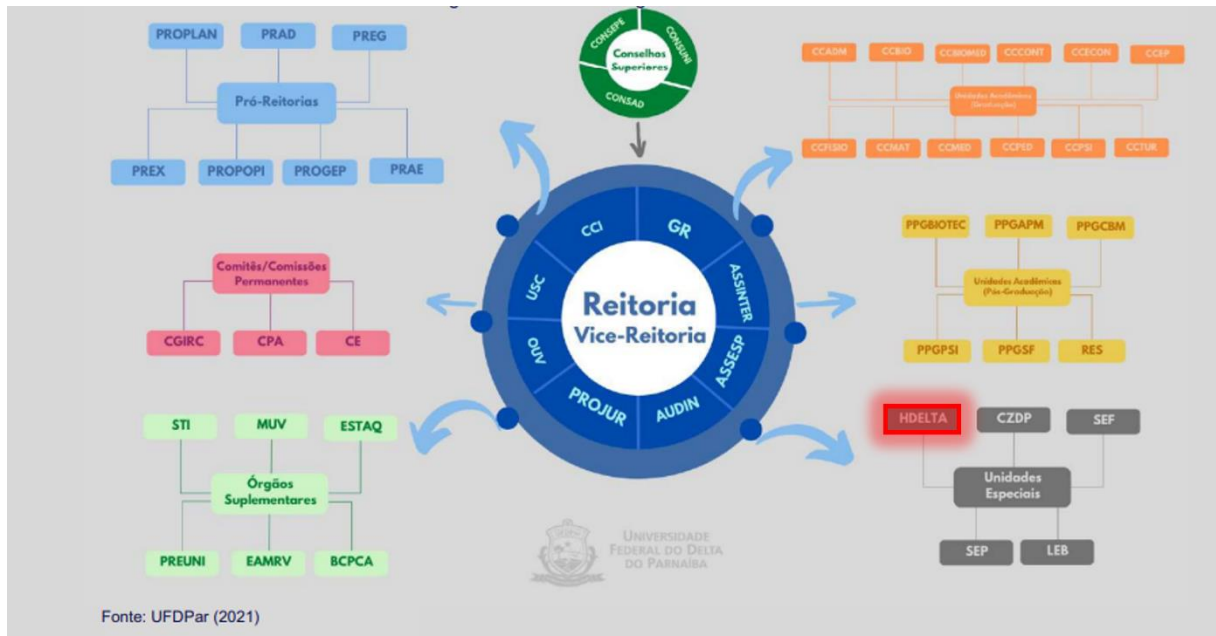 PROPLAN PRAD PREG
Pró-Reitorias
PREX PROPOPI PROGEP PRAE
CONSEPE CONSUNI
Conselhos
Superiores
CONSAD
CCADM CCBIO CCBIOMED CCCONT CCECON CCEP
Unidades Acadêmicas
(Graduação)
CCFISIO CCMAT CCMED CCPED CCPSI CCTUR
Comitês/Comissões
Permanentes
CGIRC CPA CE
CCI GR
USC ASSINTER
Reitoria
Vice-Reitoria
OUV ASSESP
PROJUR AUDIN
PPGBIOTEC PPGAPM PPGCBM
Unidades Acadêmicas
(Pós-Graduação)
PPGPSI PPGSF RES
STI MUV ESTAQ
Órgãos
Suplementares
PREUNI EAMRV BCPCA
HDELTA CZDP SEF
Unidades
Especiais
SEP LEB
Universidade
Federal do Delta
do Parnaíba
Fonte: UFDPar (2021)